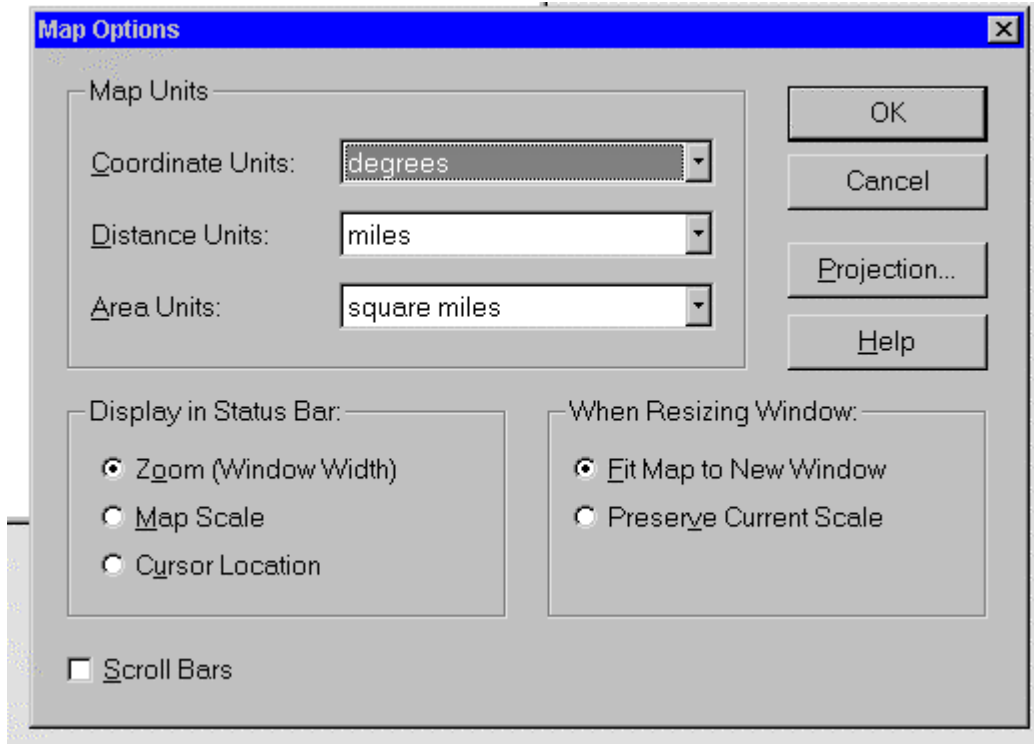 Map Options
Map Units
Coordinate Units: degrees
Distance Units: miles
Area Units: square miles
OK
Cancel
Projection...
Help
Display in Status Bar:
Zoom (Window Width)
Map Scale
Cursor Location
When Resizing Window:
Fit Map to New Window
Preserve Current Scale
Scroll Bars